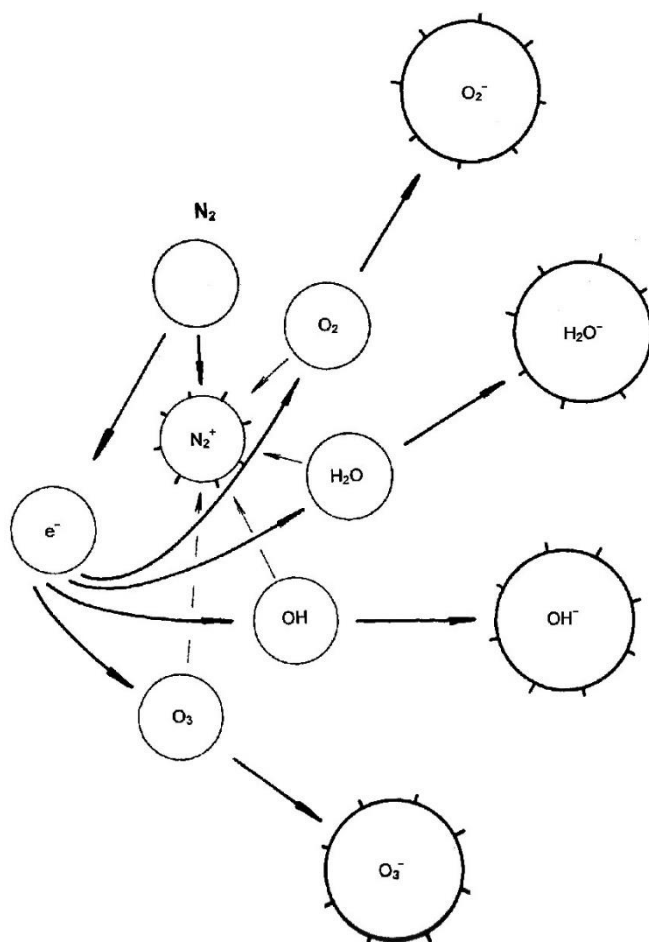 O₂⁻
N₂
O₂
H₂O⁻
N₂⁺
H₂O
e⁻
OH
OH⁻
O₃
O₃⁻